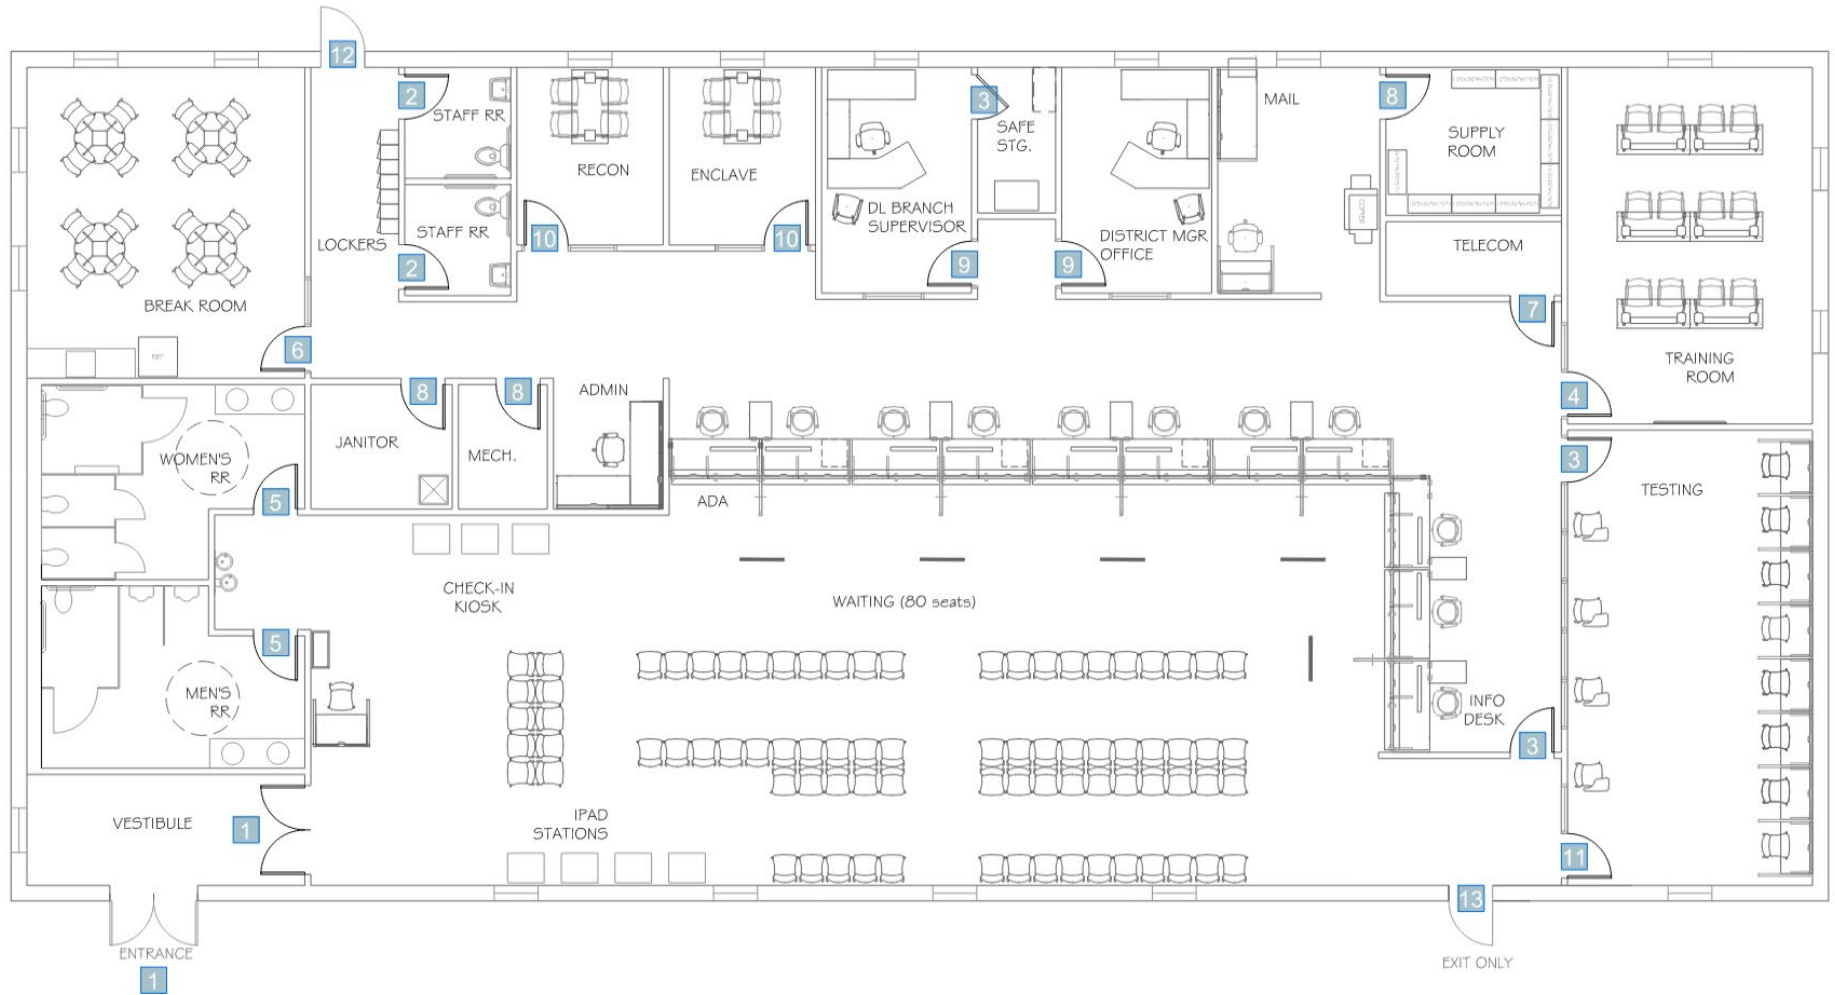 12
2
STAFF RR
RECON
ENCLAVE
3
SAFE
STG.
MAIL
8
SUPPLY
ROOM
LOCKERS
STAFF RR
2
10
10
DL BRANCH
SUPERVISOR
9
9
DISTRICT MGR
OFFICE
COPIER
TELECOM
BREAK ROOM
REF
6
7
TRAINING
ROOM
4
8
8
ADMIN
JANITOR
MECH.
WOMEN'S
RR
5
ADA
3
TESTING
CHECK-IN
KIOSK
WAITING (80 seats)
5
MEN'S
RR
INFO
DESK
3
VESTIBULE
1
IPAD
STATIONS
11
13
ENTRANCE
1
EXIT ONLY